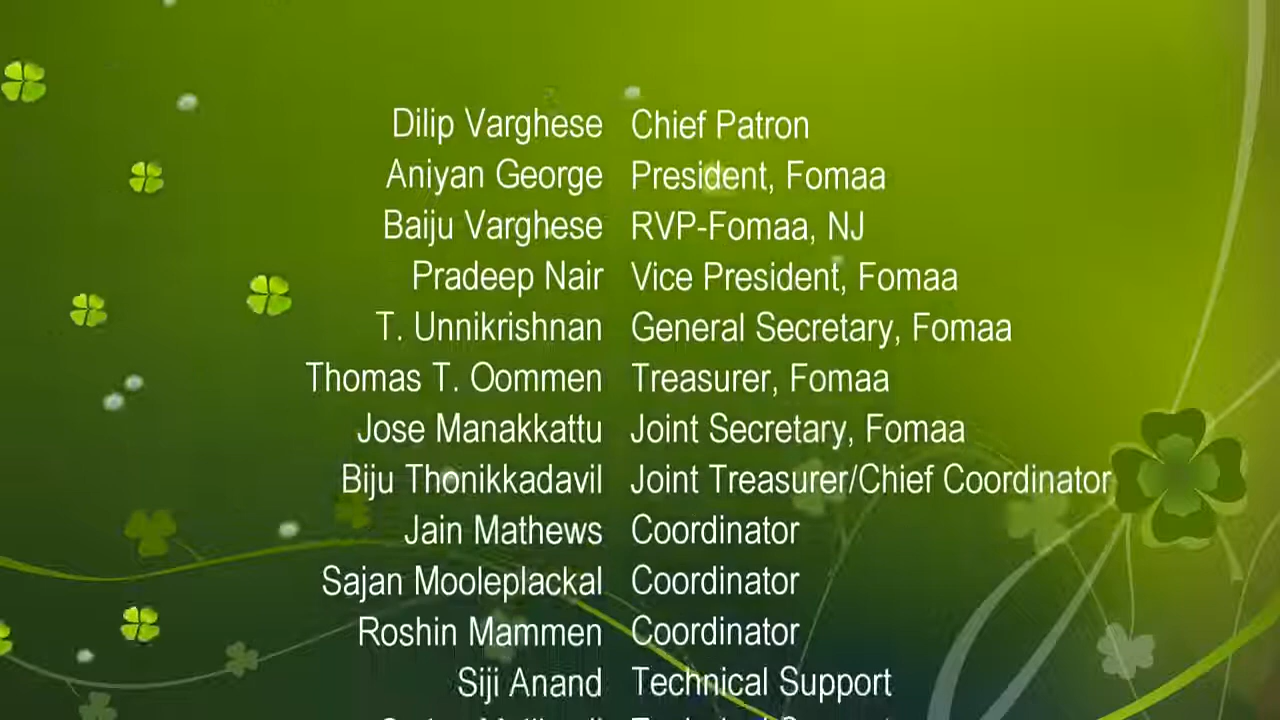 Dilip Varghese Chief Patron
Aniyan George President, Fomaa
Baiju Varghese RVP-Fomaa, NJ
Pradeep Nair Vice President, Fomaa
T. Unnikrishnan General Secretary, Fomaa
Thomas T. Oommen Treasurer, Fomaa
Jose Manakkattu Joint Secretary, Fomaa
Biju Thonikkadavil Joint Treasurer/Chief Coordinator
Jain Mathews Coordinator
Sajan Mooleplackal Coordinator
Roshin Mammen Coordinator
Siji Anand Technical Support